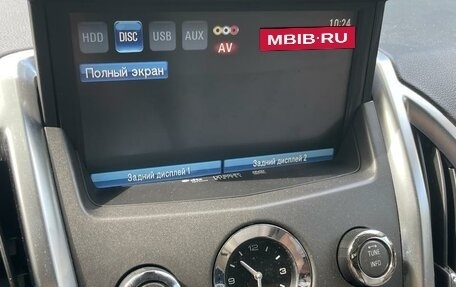 HDD DISC USB AUX AV 10:24
MBIB·RU
Полный экран
Задний дисплей 1 Задний дисплей 2
TUNE
INFO